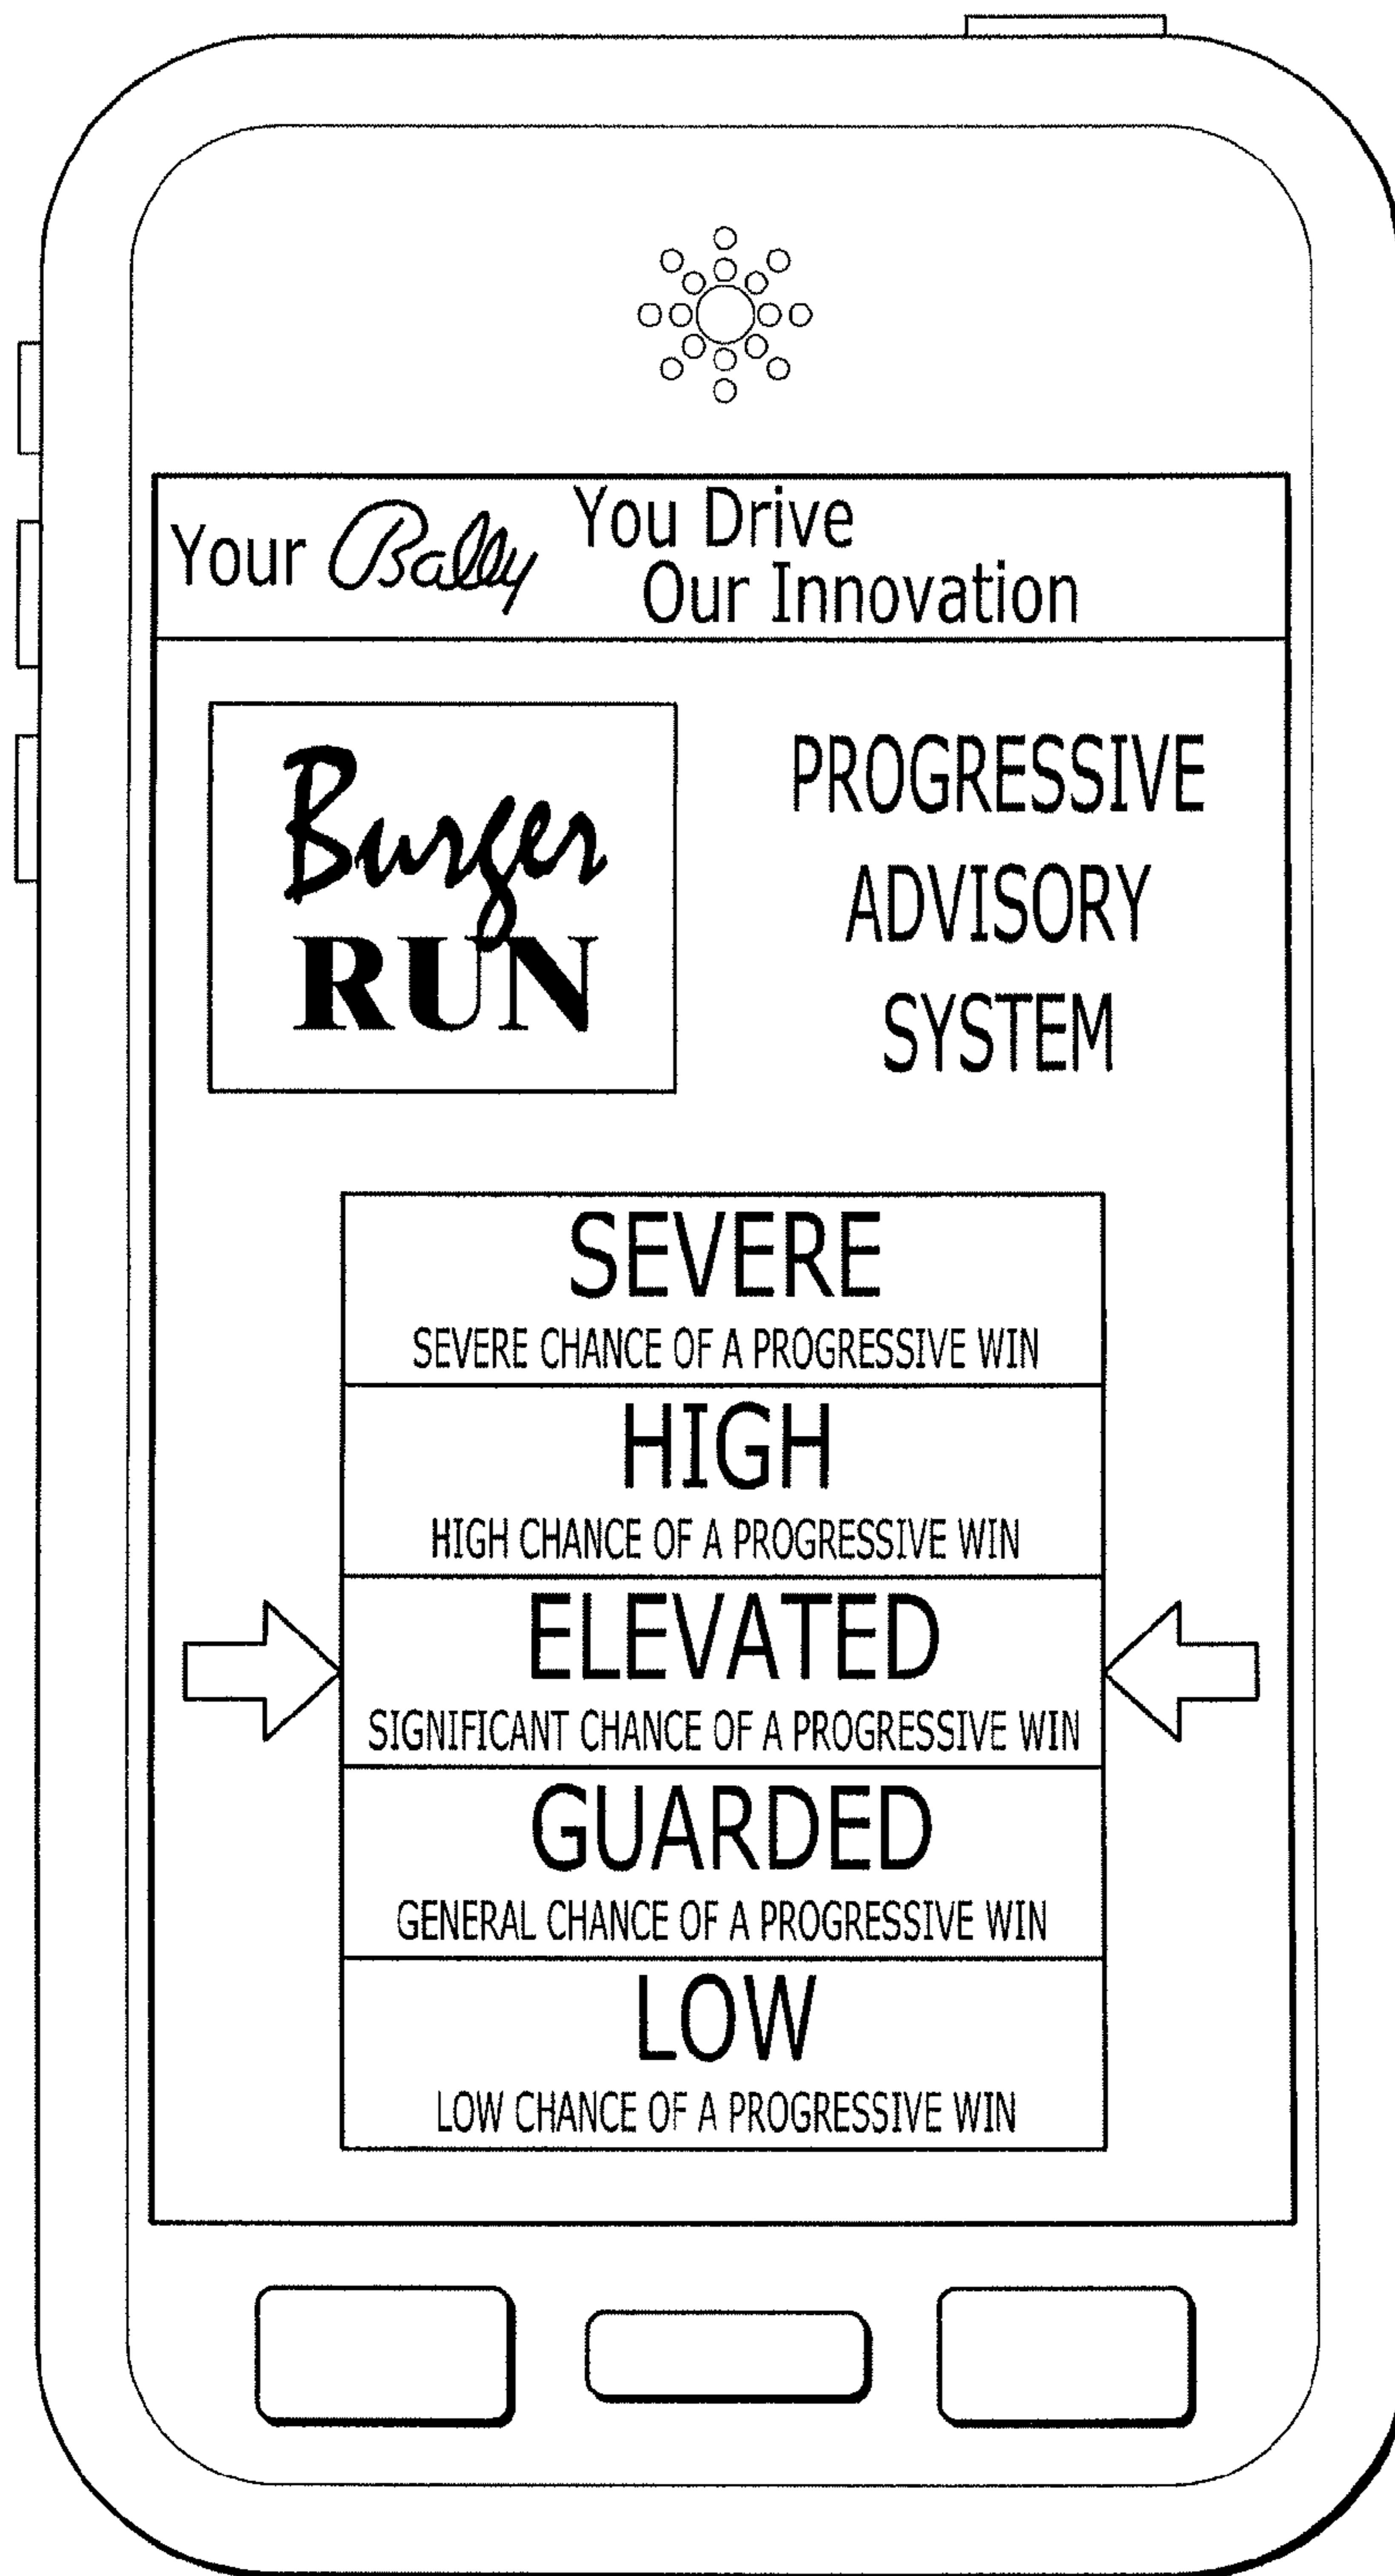 Your Bally You Drive
Our Innovation
Burger
RUN
PROGRESSIVE
ADVISORY
SYSTEM
SEVERE
SEVERE CHANCE OF A PROGRESSIVE WIN
HIGH
HIGH CHANCE OF A PROGRESSIVE WIN
ELEVATED
SIGNIFICANT CHANCE OF A PROGRESSIVE WIN
GUARDED
GENERAL CHANCE OF A PROGRESSIVE WIN
LOW
LOW CHANCE OF A PROGRESSIVE WIN